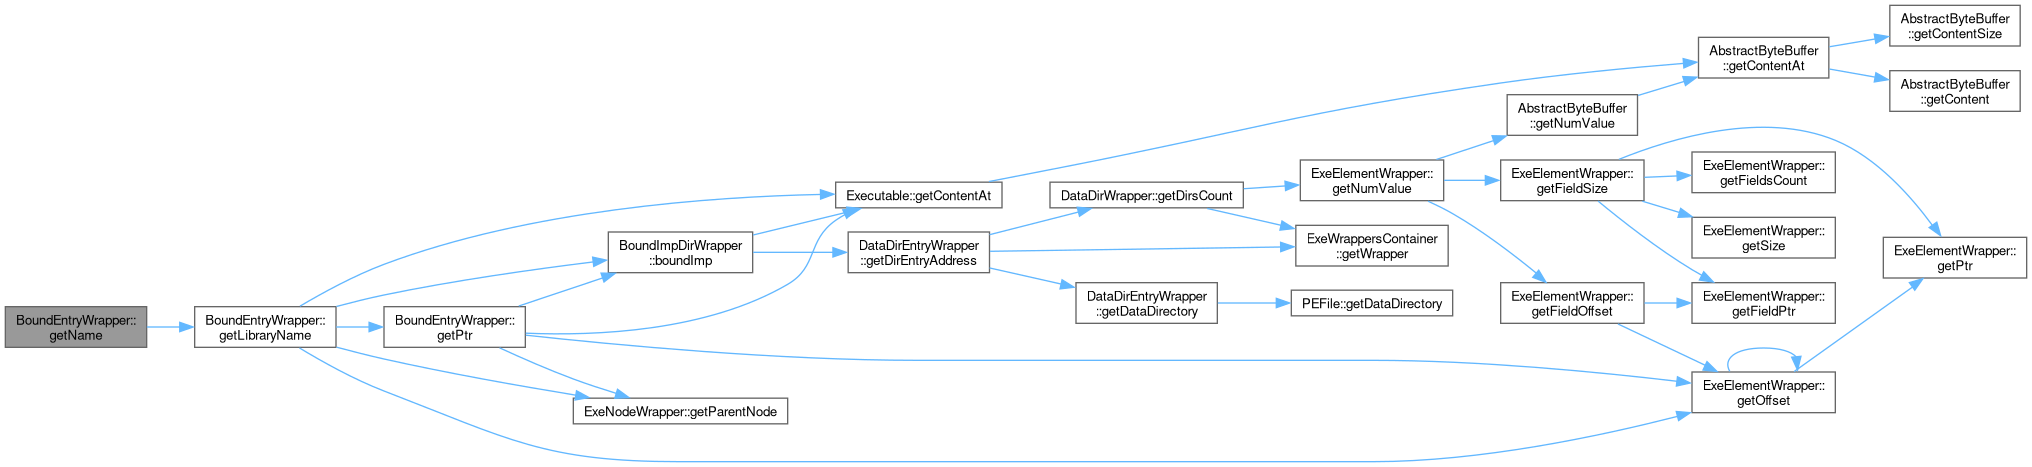 BoundEntryWrapper::
getName
BoundEntryWrapper::
getLibraryName
BoundEntryWrapper::
getPtr
BoundImpDirWrapper
::boundImp
ExeNodeWrapper::getParentNode
Executable::getContentAt
DataDirEntryWrapper
::getDirEntryAddress
DataDirWrapper::getDirsCount
DataDirEntryWrapper
::getDataDirectory
ExeElementWrapper::
getNumValue
ExeWrappersContainer
::getWrapper
PEFile::getDataDirectory
AbstractByteBuffer
::getNumValue
ExeElementWrapper::
getFieldSize
ExeElementWrapper::
getFieldOffset
AbstractByteBuffer
::getContentAt
ExeElementWrapper::
getFieldsCount
ExeElementWrapper::
getSize
ExeElementWrapper::
getFieldPtr
ExeElementWrapper::
getOffset
AbstractByteBuffer
::getContentSize
AbstractByteBuffer
::getContent
ExeElementWrapper::
getPtr